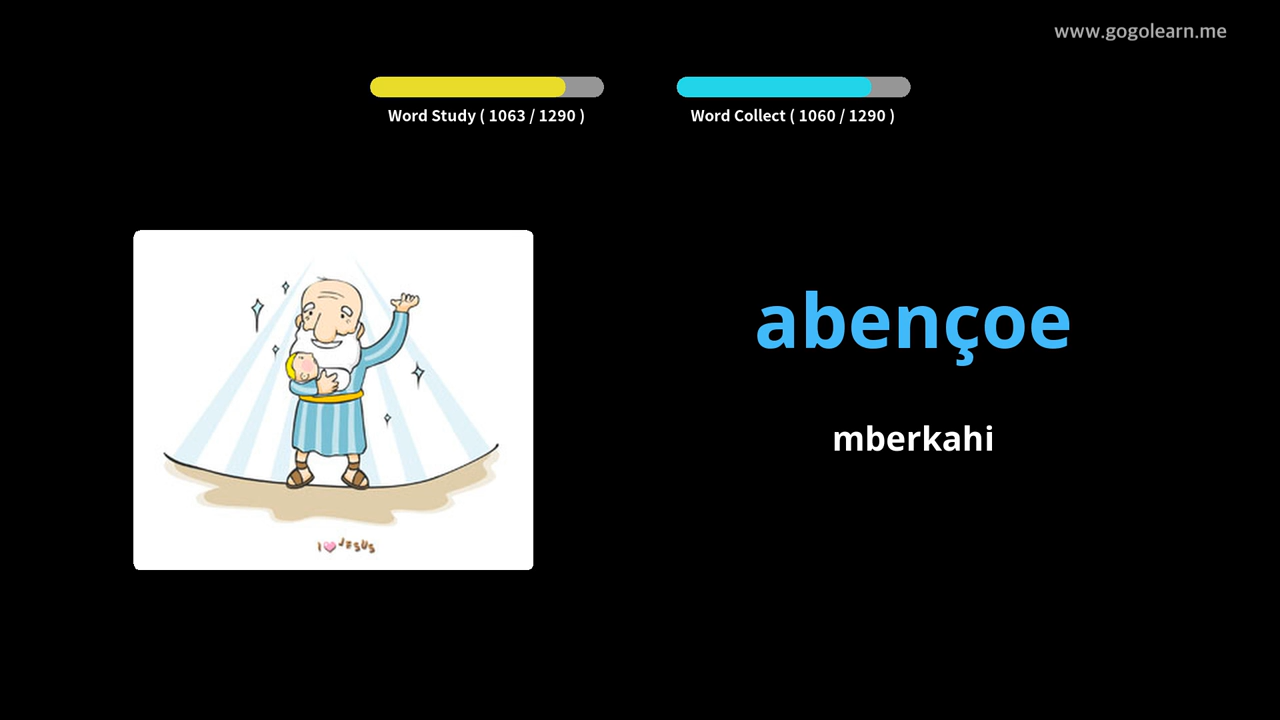 www.gogolearn.me
Word Study ( 1063 / 1290 )
Word Collect ( 1060 / 1290 )
abençoe
mberkahi
I JESUS